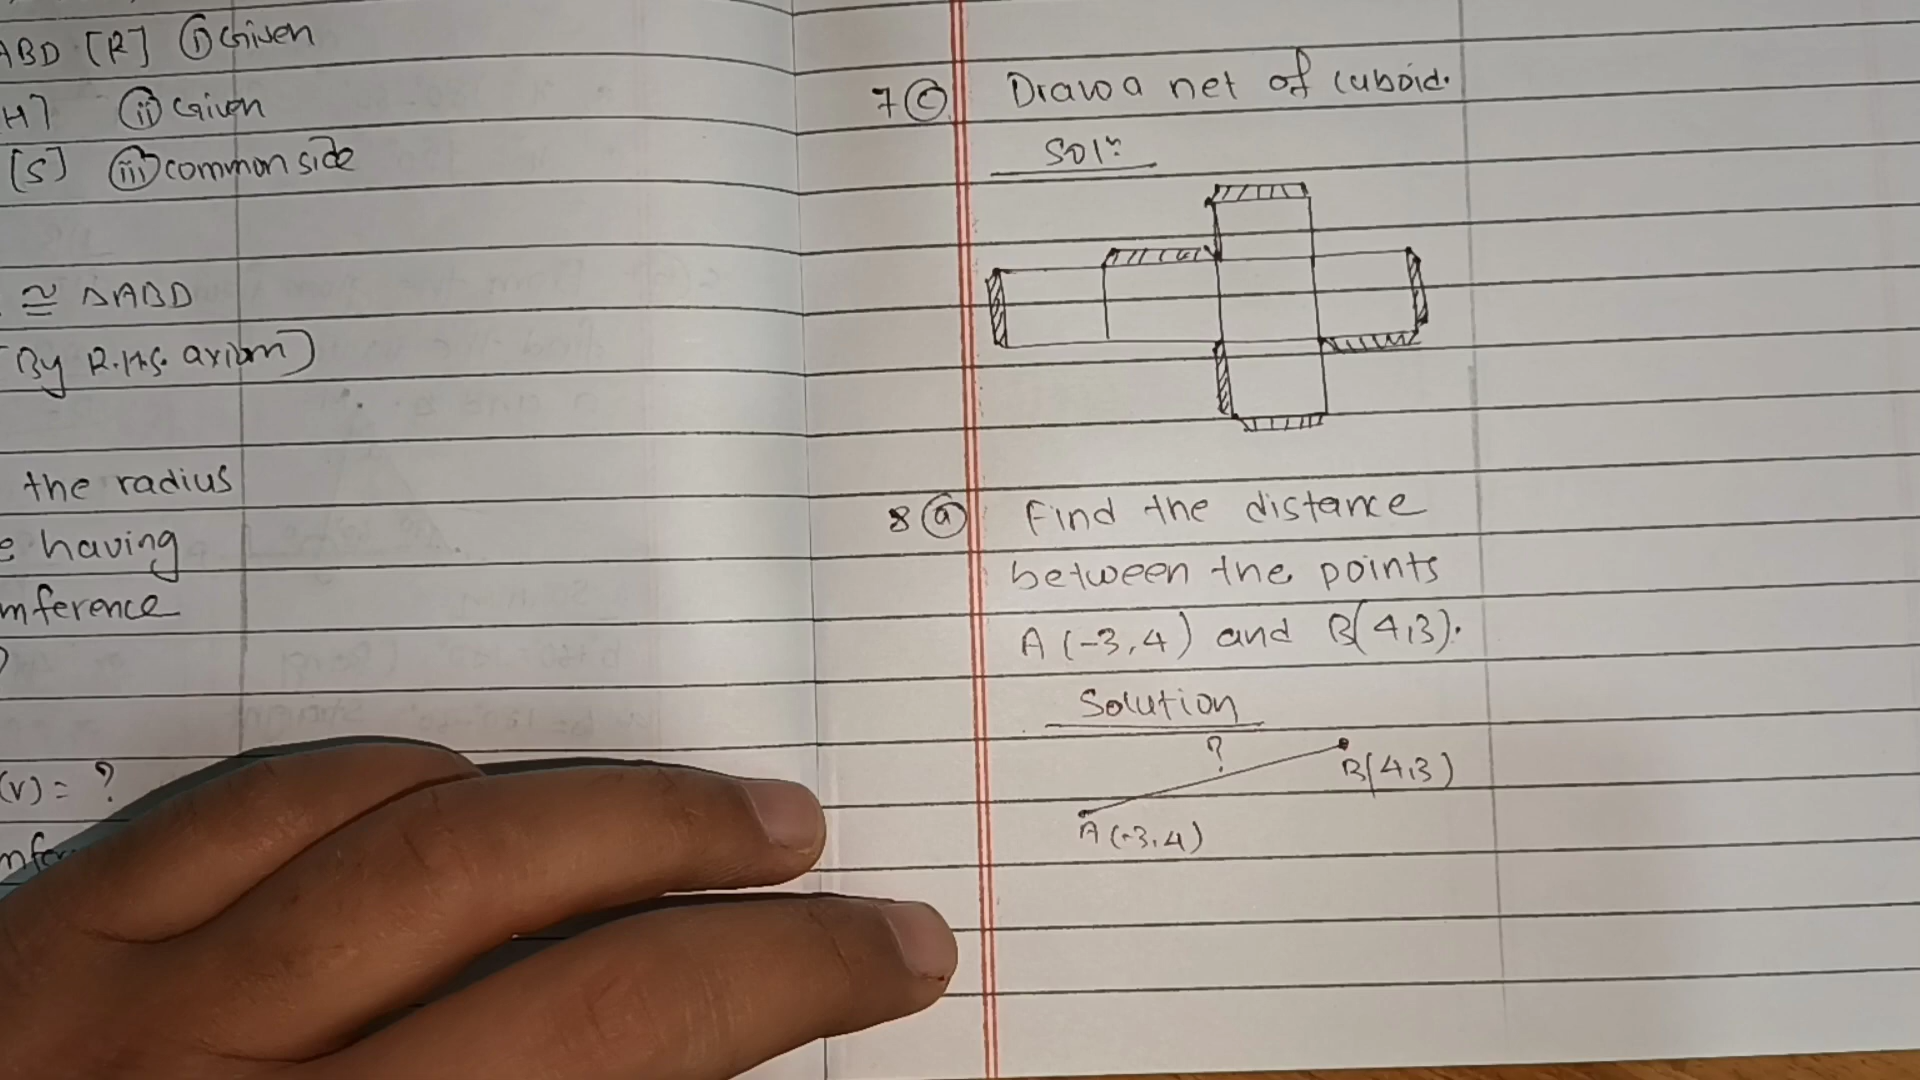 ABD [R] (i) Given
H] (ii) Given
[S] (iii) common side
≅ △ABD
[By R.H.S. axiom]
the radius
having
mference
(r) = ?
7 (c) Draw a net of cuboid.
Solⁿ:
8 (a) Find the distance
between the points
A (-3, 4) and B(4,3).
Solution
?
B(4,3)
A (-3, 4)